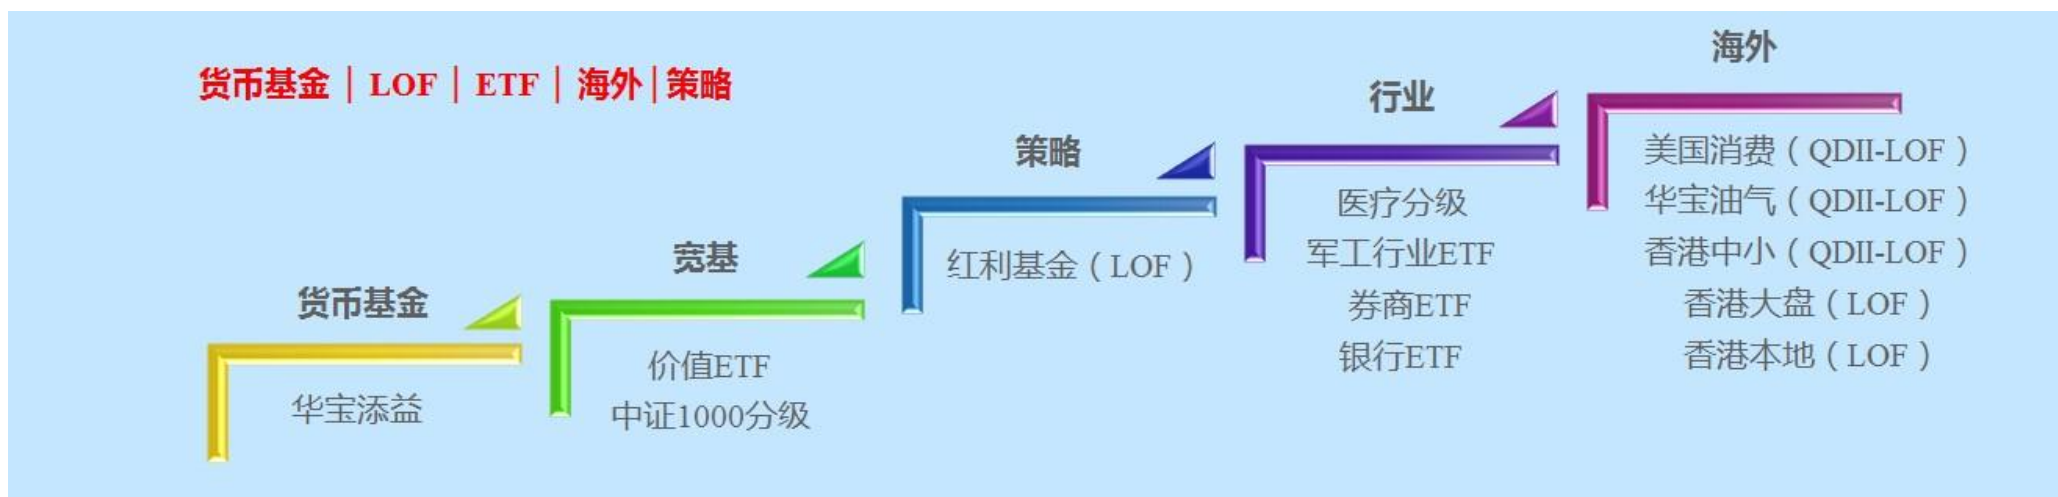 货币基金 | LOF | ETF | 海外 | 策略
货币基金
华宝添益
宽基
价值ETF
中证1000分级
策略
红利基金（LOF）
行业
医疗分级
军工行业ETF
券商ETF
银行ETF
海外
美国消费（QDII-LOF）
华宝油气（QDII-LOF）
香港中小（QDII-LOF）
香港大盘（LOF）
香港本地（LOF）